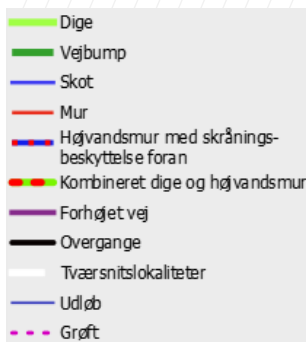 Dige
Vejbump
Skot
Mur
Højvandsmur med skrånings-
beskyttelse foran
Kombineret dige og højvandsmur
Forhøjet vej
Overgange
Tværsnitslokaliteter
Udløb
Grøft